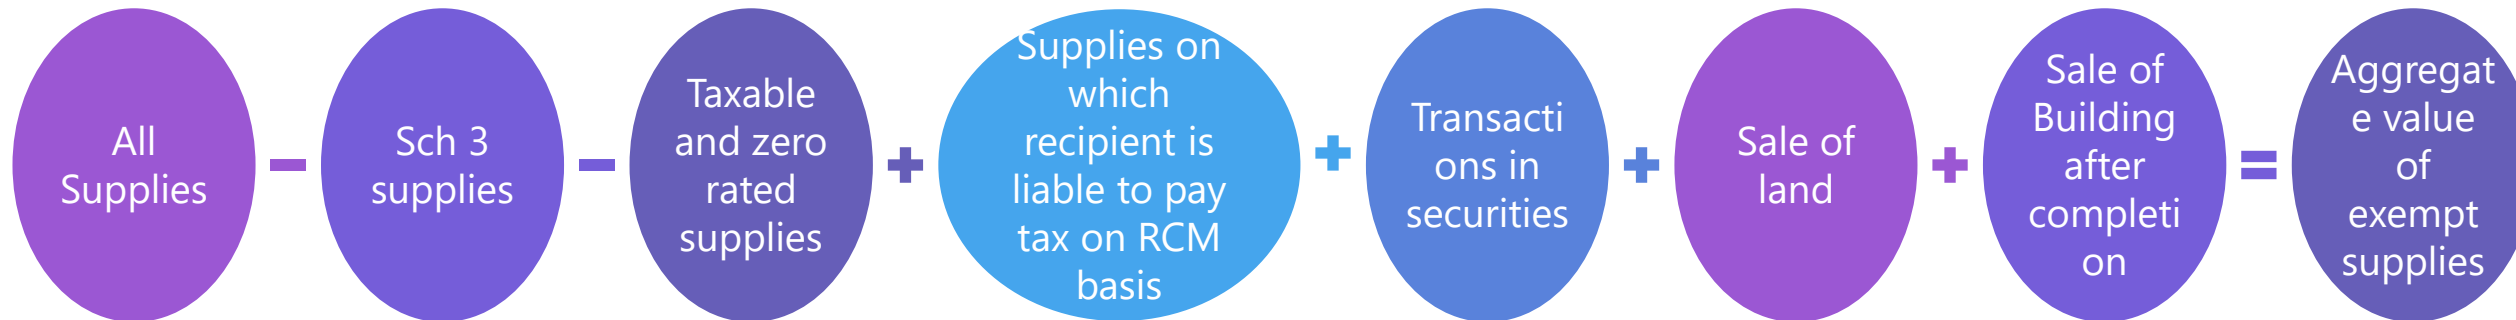 All
Supplies
Sch 3
supplies
Taxable
and zero
rated
supplies
Supplies on
which
recipient is
liable to pay
tax on RCM
basis
Transacti
ons in
securities
Sale of
land
Sale of
Building
after
completi
on
Aggregat
e value
of
exempt
supplies